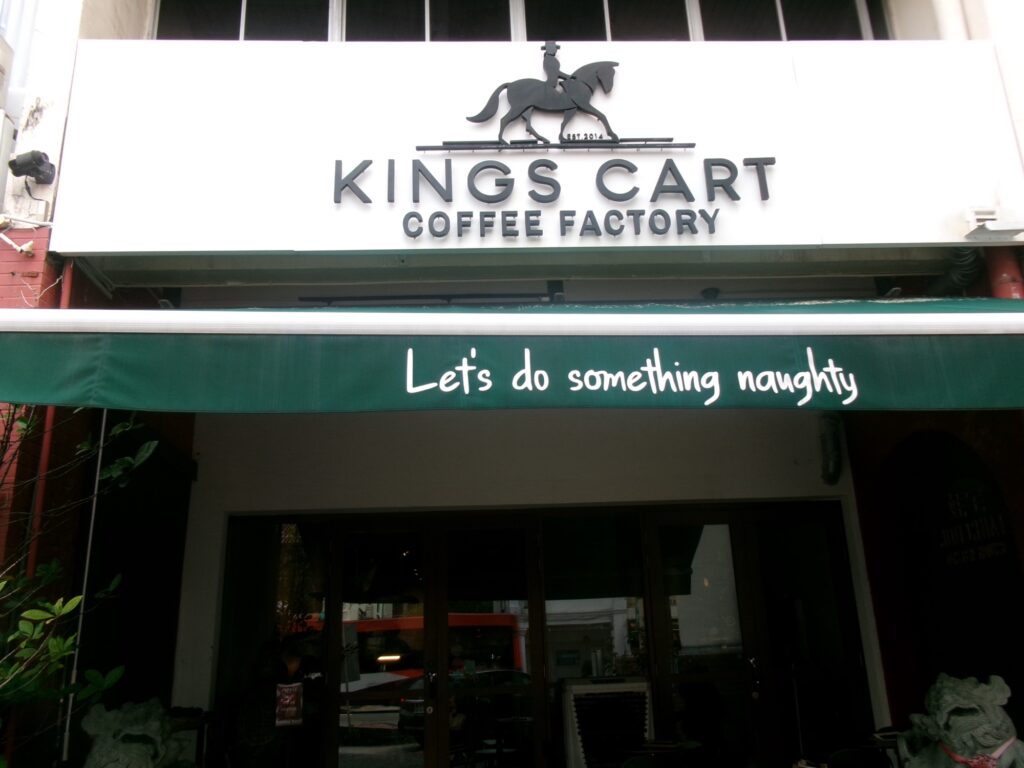 EST. 2014
KINGS CART
COFFEE FACTORY
Let's do something naughty